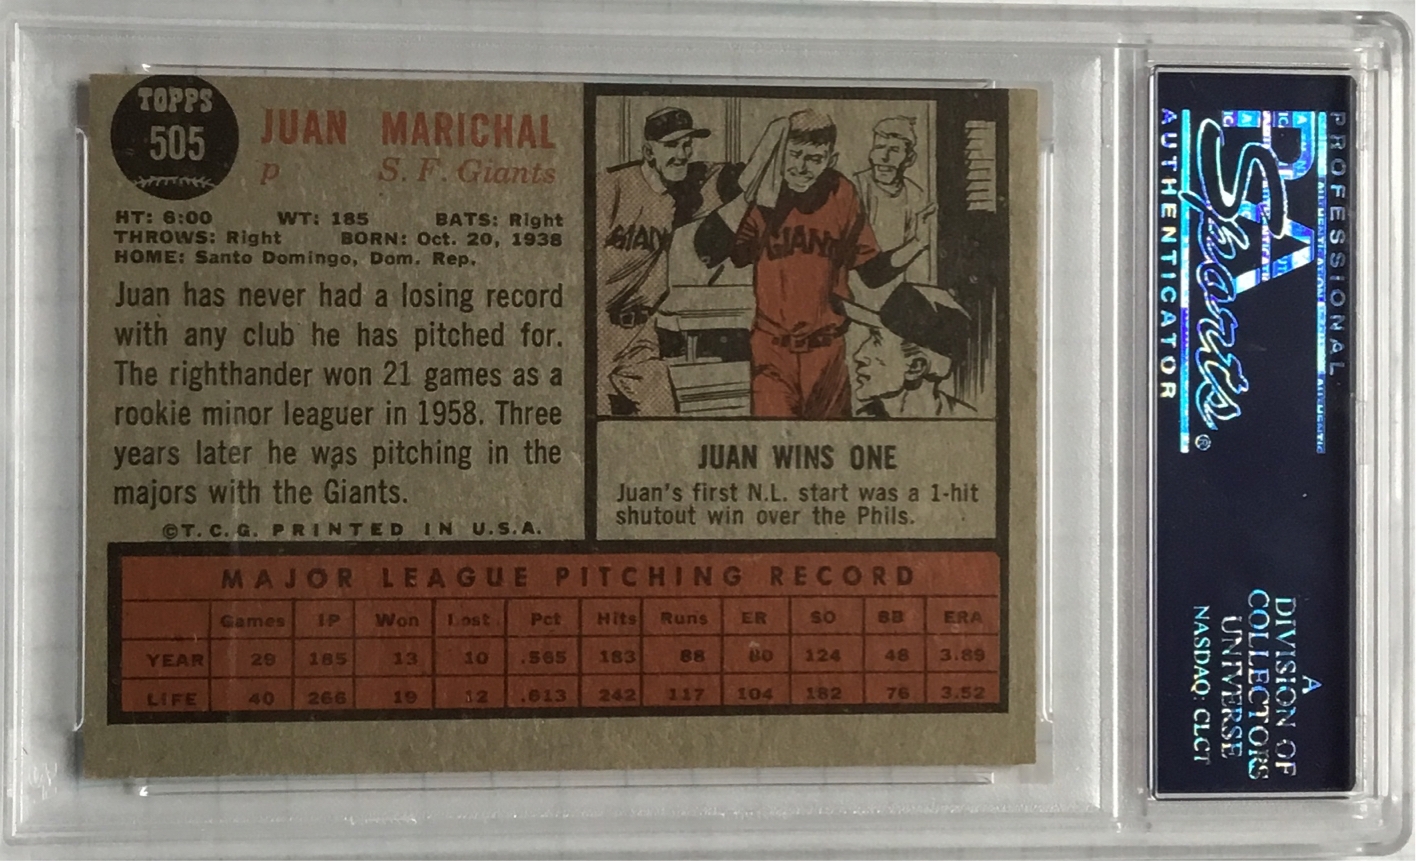 TOPPS
505
JUAN MARICHAL
p S. F. Giants
HT: 6:00 WT: 185 BATS: Right
THROWS: Right BORN: Oct. 20, 1938
HOME: Santo Domingo, Dom. Rep.
Juan has never had a losing record
with any club he has pitched for.
The righthander won 21 games as a
rookie minor leaguer in 1958. Three
years later he was pitching in the
majors with the Giants.
©T.C.G. PRINTED IN U.S.A.
GIAN
GIANT
JUAN WINS ONE
Juan's first N.L. start was a 1-hit
shutout win over the Phils.
MAJOR LEAGUE PITCHING RECORD
Games IP Won Lost Pct Hits Runs ER SO BB ERA
YEAR 29 185 13 10 .565 183 88 80 124 48 3.89
LIFE 40 266 19 12 .613 242 117 104 182 76 3.52
PROFESSIONAL
PSA
Sports®
AUTHENTICATOR
A
DIVISION OF
COLLECTORS
UNIVERSE
NASDAQ: CLCT